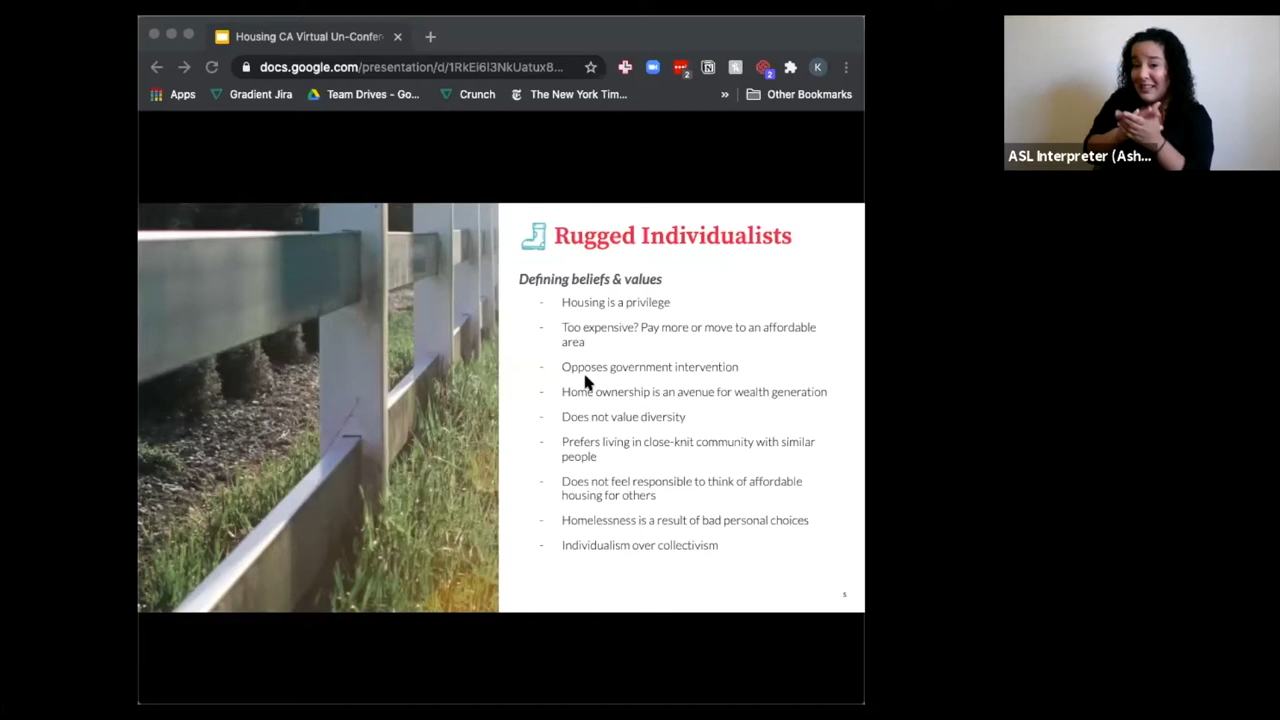 Housing CA Virtual Un-Confer
docs.google.com/presentation/d/1RkEi6I3NkUatux8...
2
2
K
Apps
Gradient Jira
Team Drives - Go...
Crunch
The New York Tim...
»
Other Bookmarks
ASL Interpreter (Ash...
Rugged Individualists
Defining beliefs & values
- Housing is a privilege
- Too expensive? Pay more or move to an affordable
area
- Opposes government intervention
- Home ownership is an avenue for wealth generation
- Does not value diversity
- Prefers living in close-knit community with similar
people
- Does not feel responsible to think of affordable
housing for others
- Homelessness is a result of bad personal choices
- Individualism over collectivism
5